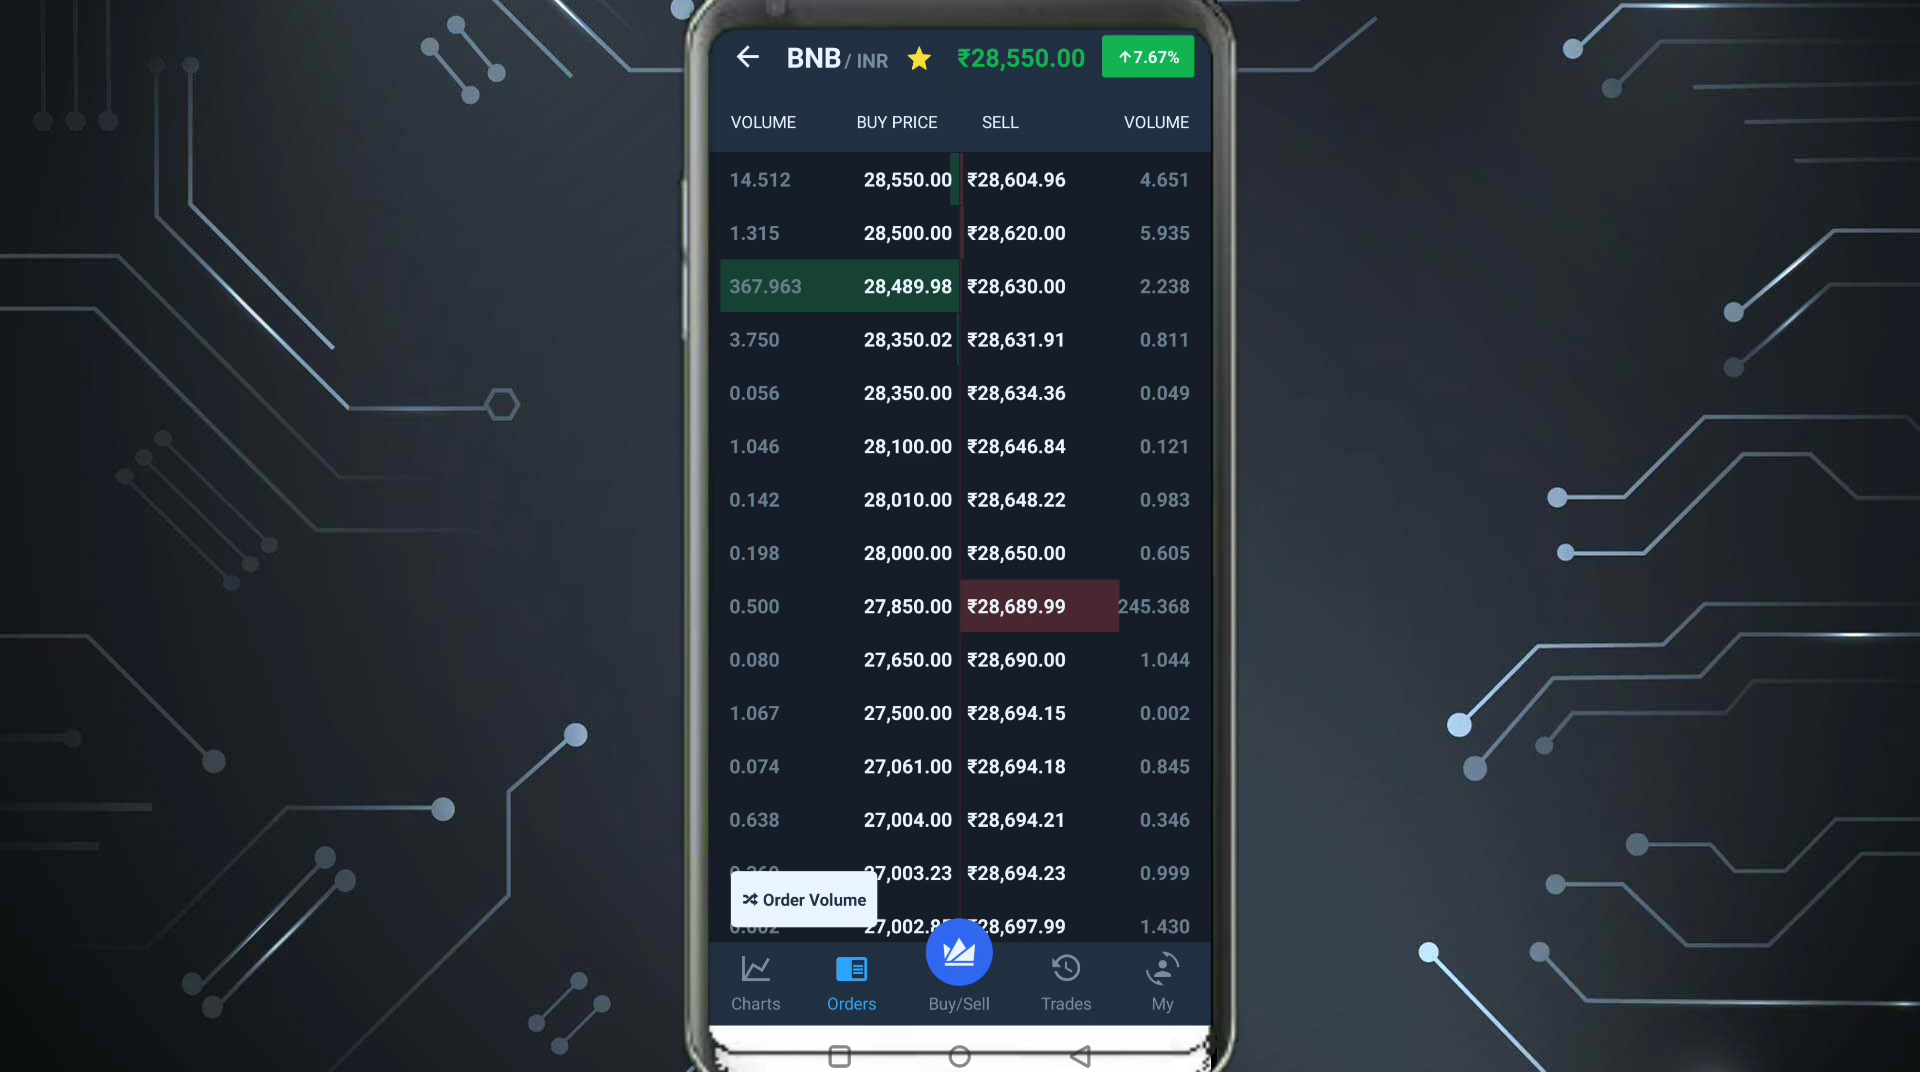 BNB / INR ₹28,550.00 ↑7.67%
VOLUME BUY PRICE SELL VOLUME
14.512 28,550.00 ₹28,604.96 4.651
1.315 28,500.00 ₹28,620.00 5.935
367.963 28,489.98 ₹28,630.00 2.238
3.750 28,350.02 ₹28,631.91 0.811
0.056 28,350.00 ₹28,634.36 0.049
1.046 28,100.00 ₹28,646.84 0.121
0.142 28,010.00 ₹28,648.22 0.983
0.198 28,000.00 ₹28,650.00 0.605
0.500 27,850.00 ₹28,689.99 245.368
0.080 27,650.00 ₹28,690.00 1.044
1.067 27,500.00 ₹28,694.15 0.002
0.074 27,061.00 ₹28,694.18 0.845
0.638 27,004.00 ₹28,694.21 0.346
7,003.23 ₹28,694.23 0.999
Order Volume
28,697.99 1.430
Charts Orders Buy/Sell Trades My